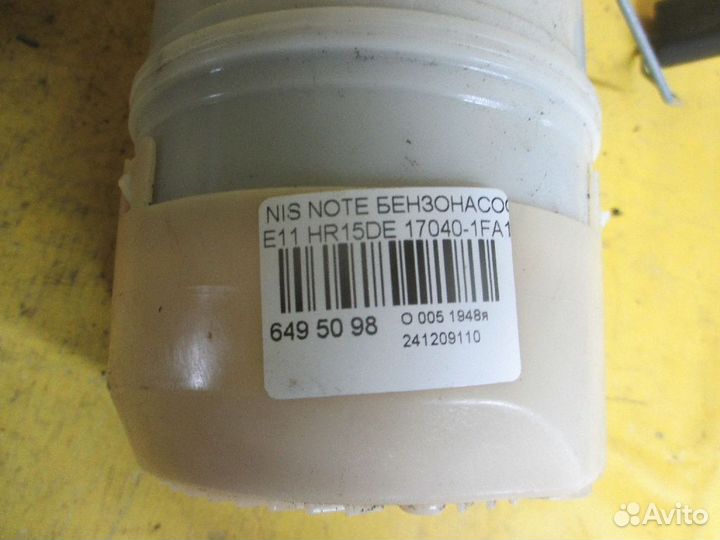 NIS NOTE БЕНЗОНАСОС
E11 HR15DE 17040-1FA1
649 50 98
О 005 1948я
241209110
Avito